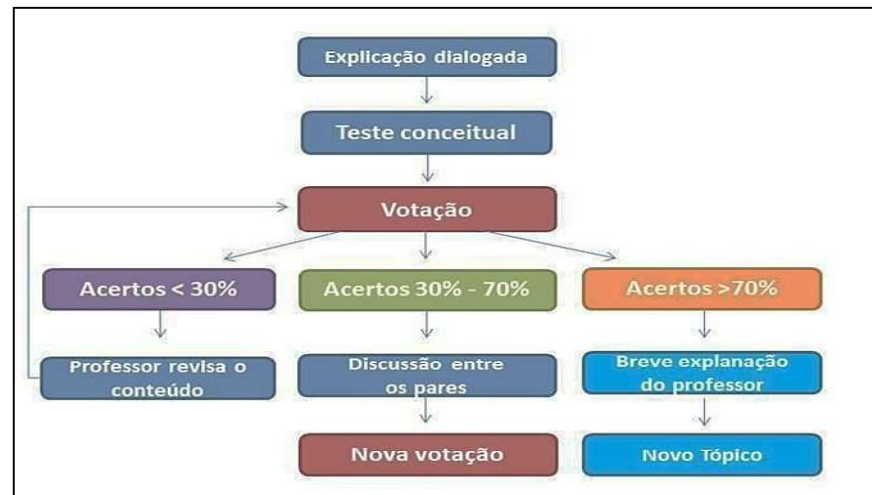 Explicação dialogada
Teste conceitual
Votação
Acertos < 30%
Acertos 30% - 70%
Acertos >70%
Professor revisa o
conteúdo
Discussão entre
os pares
Breve explanação
do professor
Nova votação
Novo Tópico